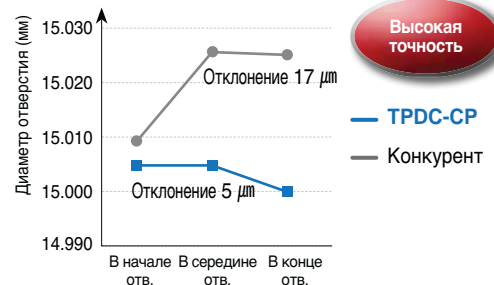 Диаметр отверстия (мм)
15.030
15.020
15.010
15.000
14.990
Отклонение 17 μm
Отклонение 5 μm
В начале отв.
В середине отв.
В конце отв.
Высокая
точность
TPDC-CP
Конкурент